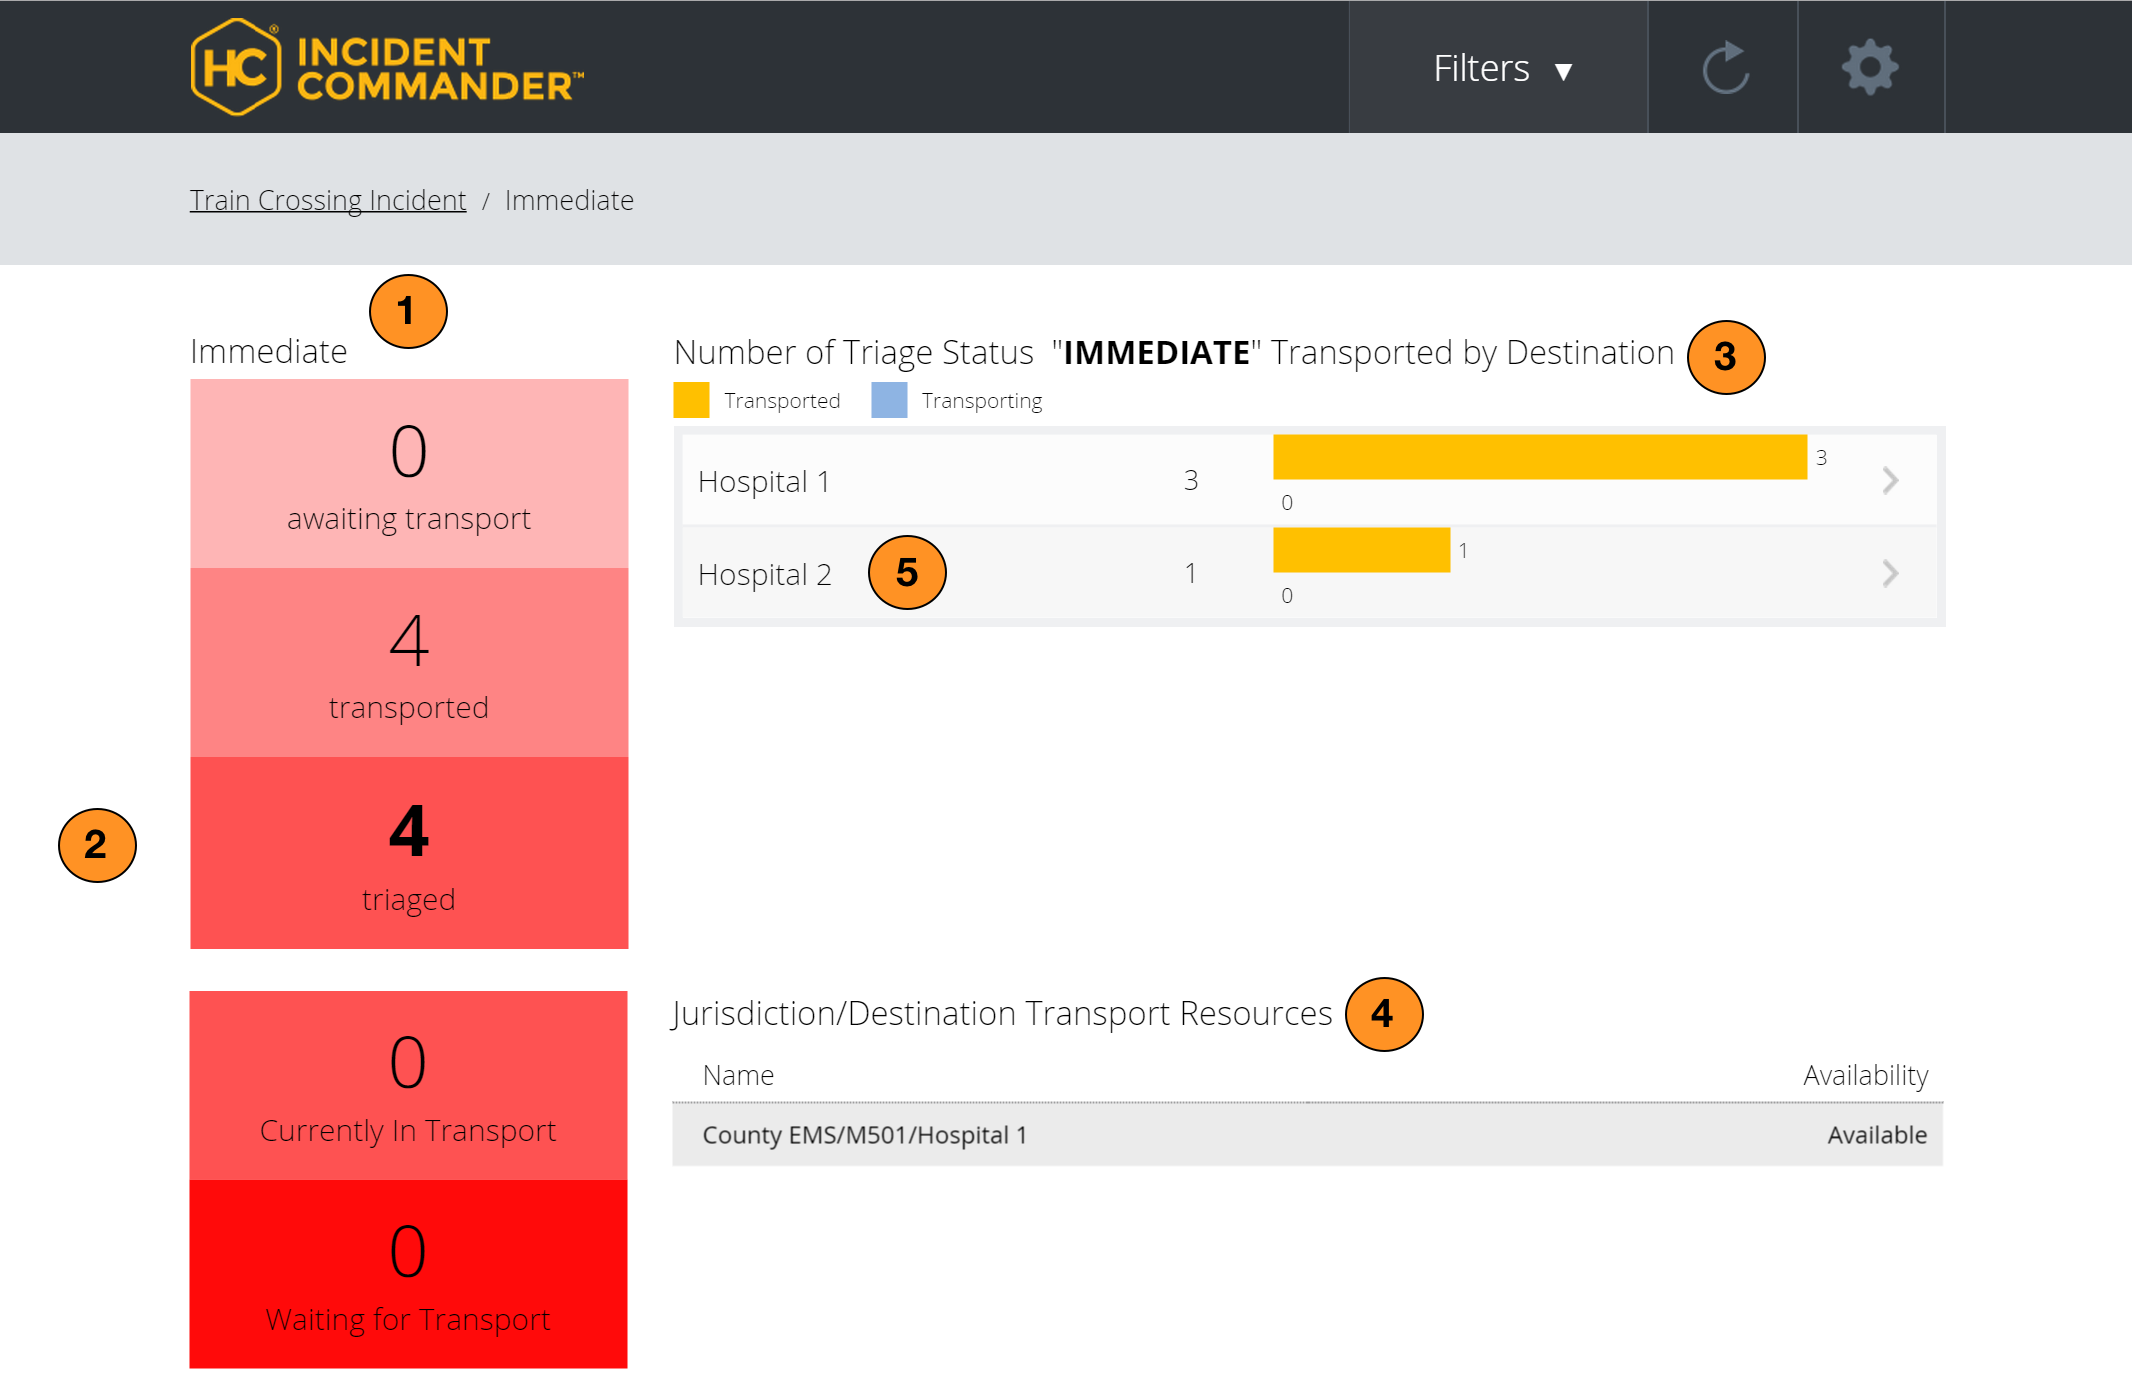 HC® INCIDENT
COMMANDER™
Filters ▼
Train Crossing Incident / Immediate
1
Immediate
0
awaiting transport
4
transported
2
4
triaged
0
Currently In Transport
0
Waiting for Transport
Number of Triage Status "IMMEDIATE" Transported by Destination 3
Transported Transporting
Hospital 1 3 3
0
Hospital 2 5 1 1
0
Jurisdiction/Destination Transport Resources 4
Name Availability
County EMS/M501/Hospital 1 Available